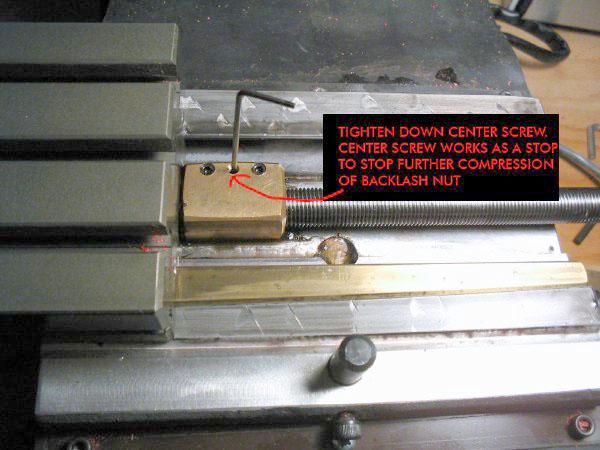 TIGHTEN DOWN CENTER SCREW.
CENTER SCREW WORKS AS A STOP
TO STOP FURTHER COMPRESSION
OF BACKLASH NUT